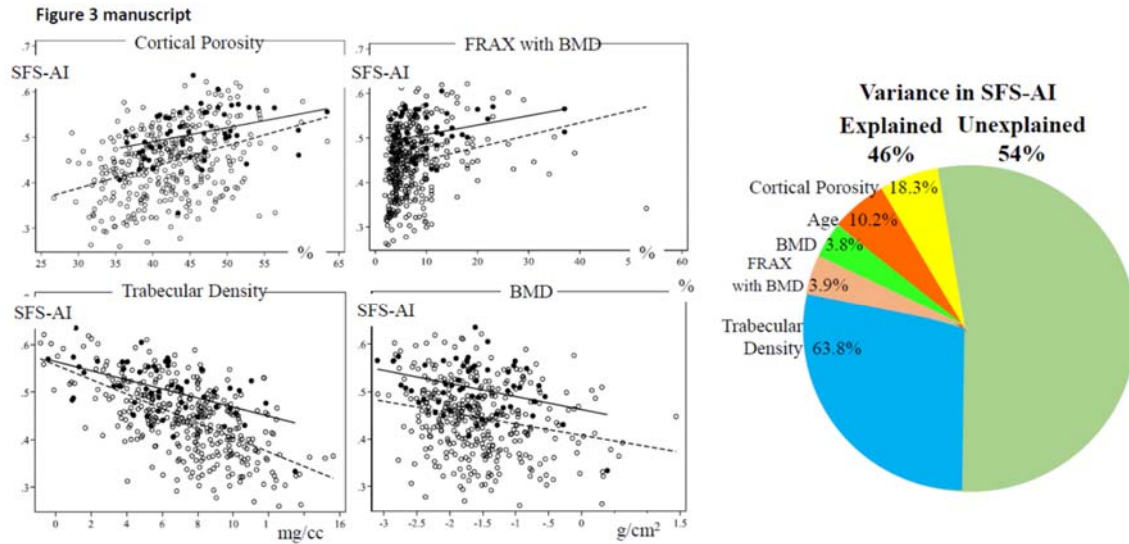 Figure 3 manuscript
Cortical Porosity
.7
SFS-AI
.6
.5
.4
.3
%
25 30 35 40 45 50 55 65
FRAX with BMD
.7
SFS-AI
.6
.5
.4
.3
%
0 10 20 30 5 60
Trabecular Density
SFS-AI
.6
.5
.4
.3
0 2 4 6 8 10 1 16
mg/cc
BMD
%
SFS-AI
.6
.5
.4
.3
-3 -2.5 -2 -1.5 -1 -.5 0 1.5
g/cm²
Variance in SFS-AI
Explained Unexplained
46% 54%
Cortical Porosity 18.3%
Age 10.2%
BMD 3.8%
FRAX
with BMD 3.9%
Trabecular
Density 63.8%